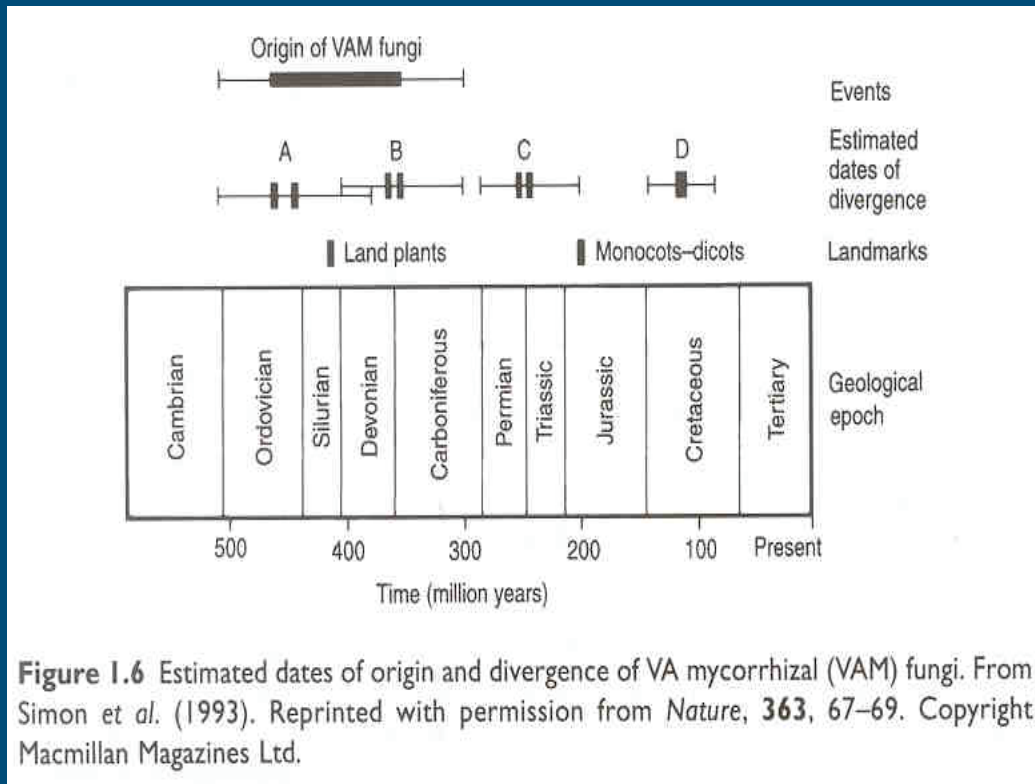 Origin of VAM fungi
Events
A
B
C
D
Estimated
dates of
divergence
Land plants
Monocots–dicots
Landmarks
Cambrian
Ordovician
Silurian
Devonian
Carboniferous
Permian
Triassic
Jurassic
Cretaceous
Tertiary
Geological
epoch
500
400
300
200
100
Present
Time (million years)
Figure 1.6 Estimated dates of origin and divergence of VA mycorrhizal (VAM) fungi. From
Simon et al. (1993). Reprinted with permission from Nature, 363, 67–69. Copyright
Macmillan Magazines Ltd.